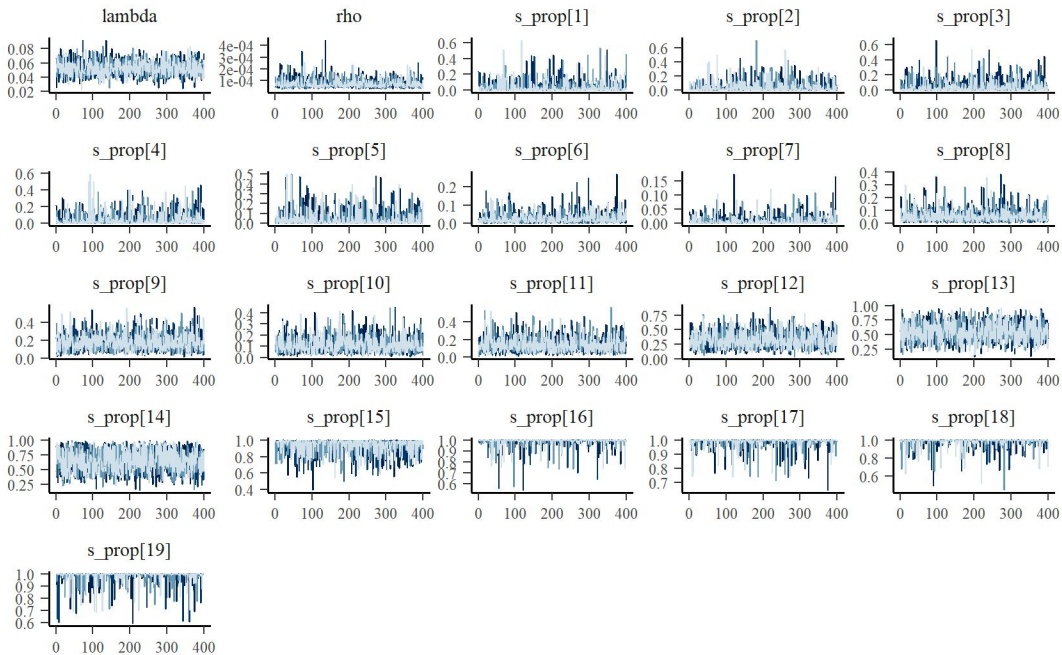 lambda rho s_prop[1] s_prop[2] s_prop[3]
0.08 4e-04 0.6 0.6 0.6
0.06 3e-04 0.4 0.4 0.4
0.04 2e-04 0.2 0.2 0.2
0.02 1e-04 0.0 0.0 0.0
0 100 200 300 400 0 100 200 300 400 0 100 200 300 400 0 100 200 300 400 0 100 200 300 400
s_prop[4] s_prop[5] s_prop[6] s_prop[7] s_prop[8]
0.6 0.5 0.2 0.15 0.4
0.4 0.4 0.1 0.10 0.3
0.2 0.3 0.0 0.05 0.2
0.0 0.2 0.00 0.1
0.1 0.0
0.0
0 100 200 300 400 0 100 200 300 400 0 100 200 300 400 0 100 200 300 400 0 100 200 300 400
s_prop[9] s_prop[10] s_prop[11] s_prop[12] s_prop[13]
0.4 0.4 0.4 0.75 1.00
0.2 0.3 0.2 0.50 0.75
0.0 0.2 0.0 0.25 0.50
0.1 0.00 0.25
0.0
0 100 200 300 400 0 100 200 300 400 0 100 200 300 400 0 100 200 300 400 0 100 200 300 400
s_prop[14] s_prop[15] s_prop[16] s_prop[17] s_prop[18]
1.00 1.0 1.0 1.0 1.0
0.75 0.8 0.9 0.9 0.8
0.50 0.6 0.8 0.8 0.6
0.25 0.4 0.7 0.7
0.6
0 100 200 300 400 0 100 200 300 400 0 100 200 300 400 0 100 200 300 400 0 100 200 300 400
s_prop[19]
1.0
0.9
0.8
0.7
0.6
0 100 200 300 400